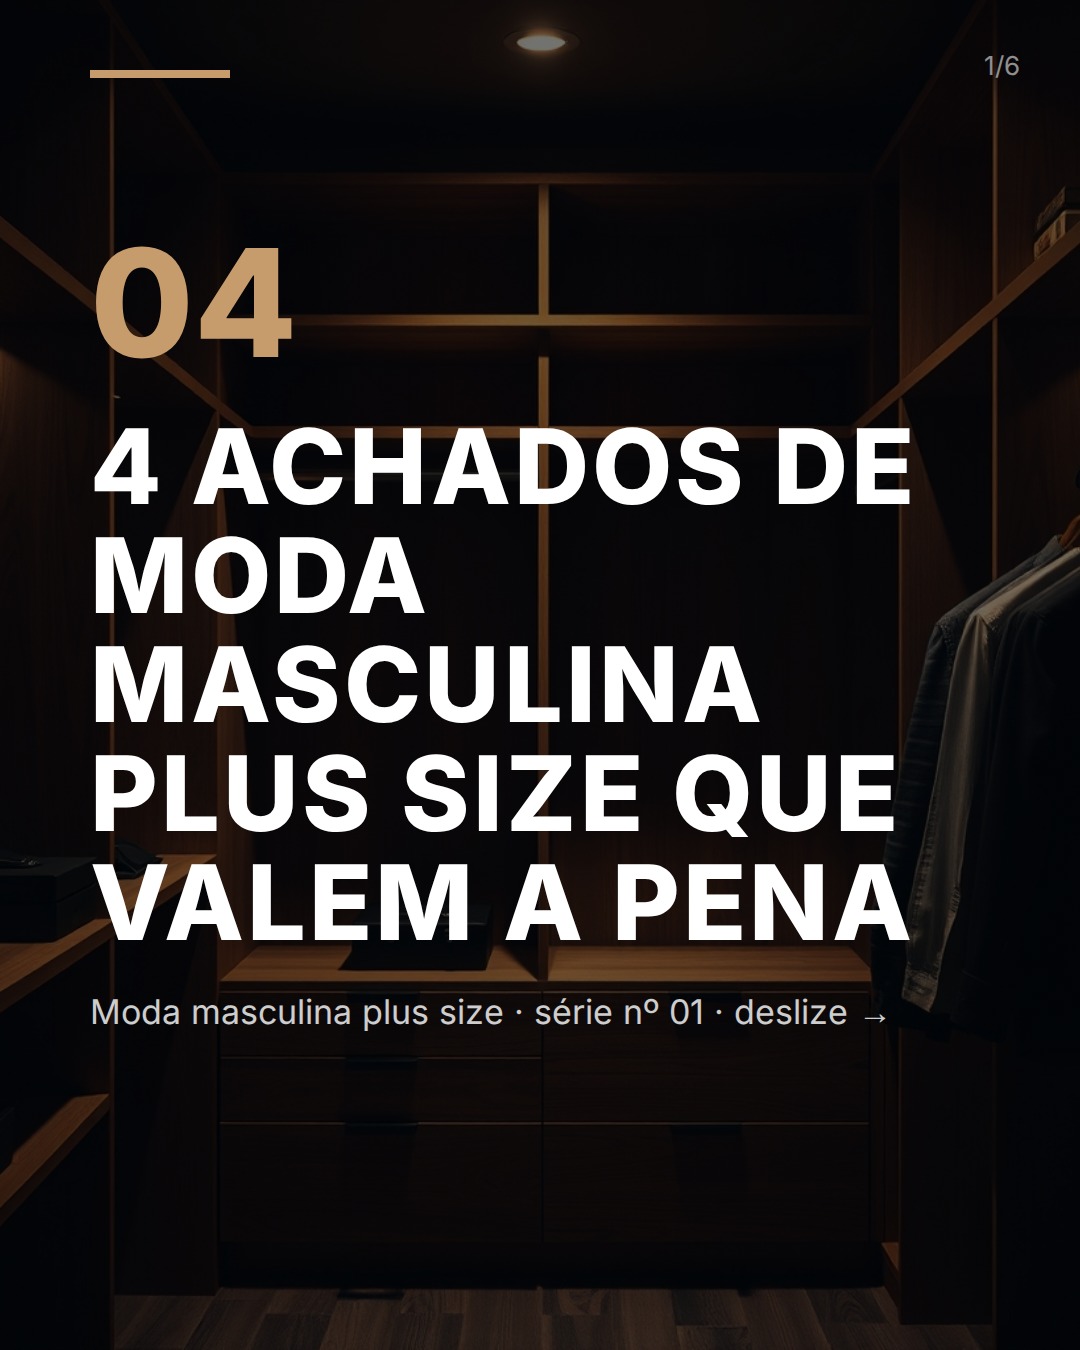 1/6
04
4 ACHADOS DE
MODA
MASCULINA
PLUS SIZE QUE
VALEM A PENA
Moda masculina plus size · série nº 01 · deslize →